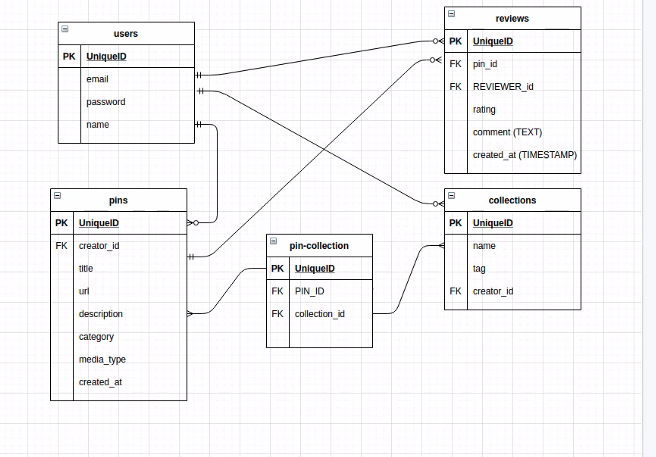 users
PK UniqueID
email
password
name
reviews
PK UniqueID
FK pin_id
FK REVIEWER_id
rating
comment (TEXT)
created_at (TIMESTAMP)
pins
PK UniqueID
FK creator_id
title
url
description
category
media_type
created_at
pin-collection
PK UniqueID
FK PIN_ID
FK collection_id
collections
PK UniqueID
name
tag
FK creator_id